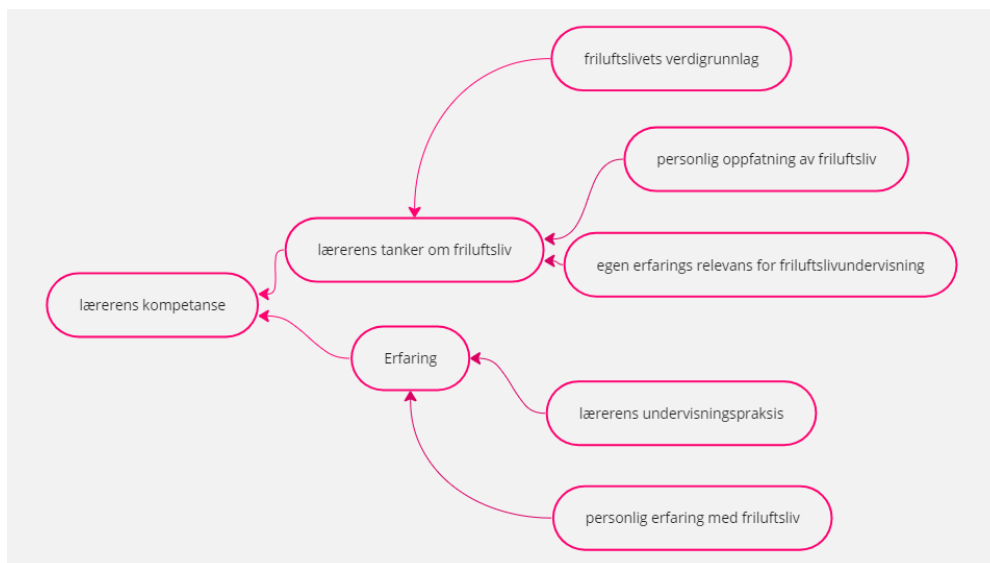 friluftslivets verdigrunnlag
personlig oppfatning av friluftsliv
lærerens tanker om friluftsliv
egen erfarings relevans for friluftslivundervisning
lærerens kompetanse
Erfaring
lærerens undervisningspraksis
personlig erfaring med friluftsliv